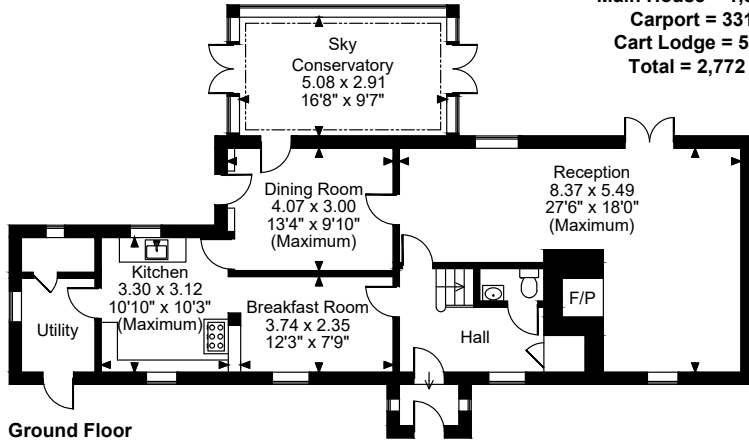 Main House = 1,
Carport = 331
Cart Lodge = 5
Total = 2,772
Sky
Conservatory
5.08 x 2.91
16'8" x 9'7"
Reception
8.37 x 5.49
27'6" x 18'0"
(Maximum)
Dining Room
4.07 x 3.00
13'4" x 9'10"
(Maximum)
Kitchen
3.30 x 3.12
10'10" x 10'3"
(Maximum)
Breakfast Room
3.74 x 2.35
12'3" x 7'9"
Utility
Hall
F/P
Ground Floor